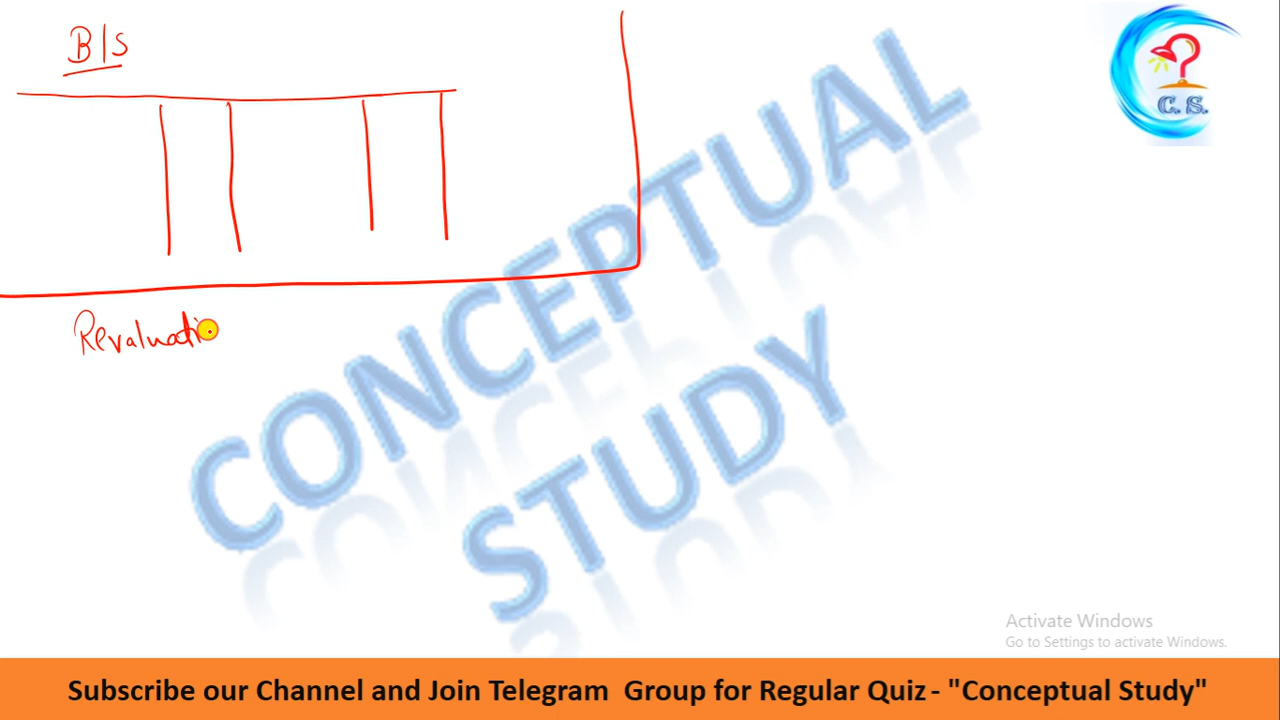 B/S
C. S.
Revaluati
CONCEPTUAL
STUDY
Activate Windows
Go to Settings to activate Windows.
Subscribe our Channel and Join Telegram Group for Regular Quiz - "Conceptual Study"